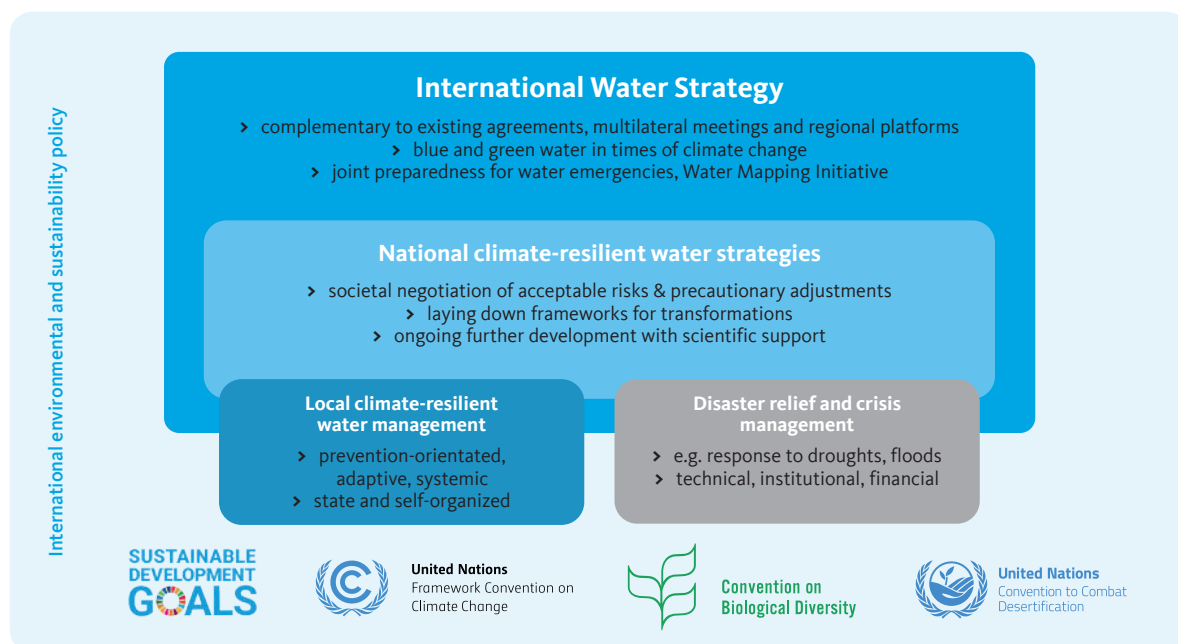 International environmental and sustainability policy
International Water Strategy
> complementary to existing agreements, multilateral meetings and regional platforms
> blue and green water in times of climate change
> joint preparedness for water emergencies, Water Mapping Initiative
National climate-resilient water strategies
> societal negotiation of acceptable risks & precautionary adjustments
> laying down frameworks for transformations
> ongoing further development with scientific support
Local climate-resilient
water management
> prevention-orientated,
adaptive, systemic
> state and self-organized
Disaster relief and crisis
management
> e.g. response to droughts, floods
> technical, institutional, financial
SUSTAINABLE
DEVELOPMENT
GOALS
United Nations
Framework Convention on
Climate Change
Convention on
Biological Diversity
United Nations
Convention to Combat
Desertification